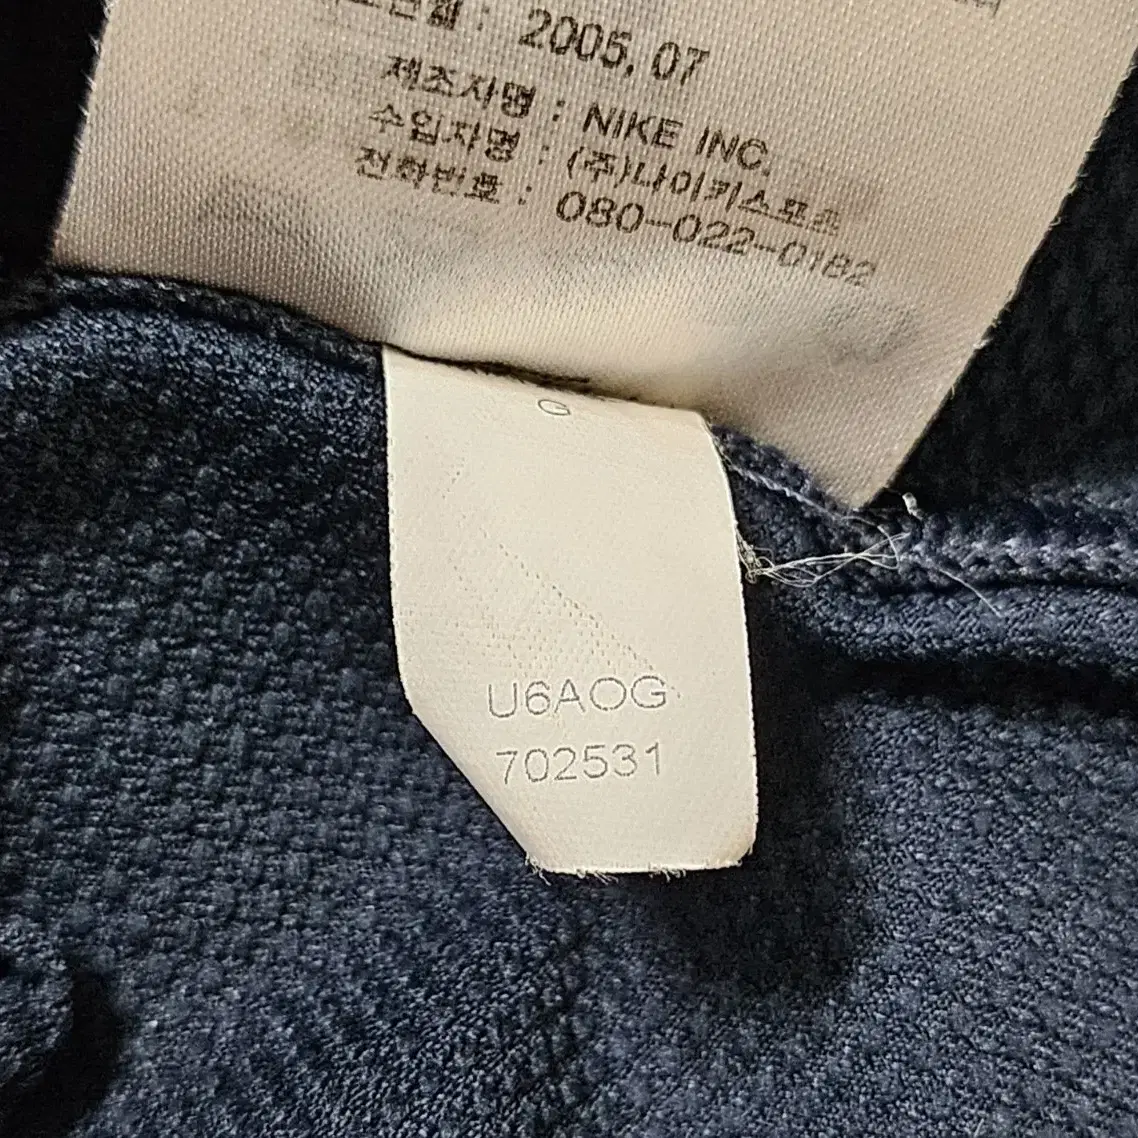 2005, 07
제조자명 : NIKE INC.
수입자명 : (주)나이키스포츠
전화번호 : 080-022-0182
G
U6AOG
702531